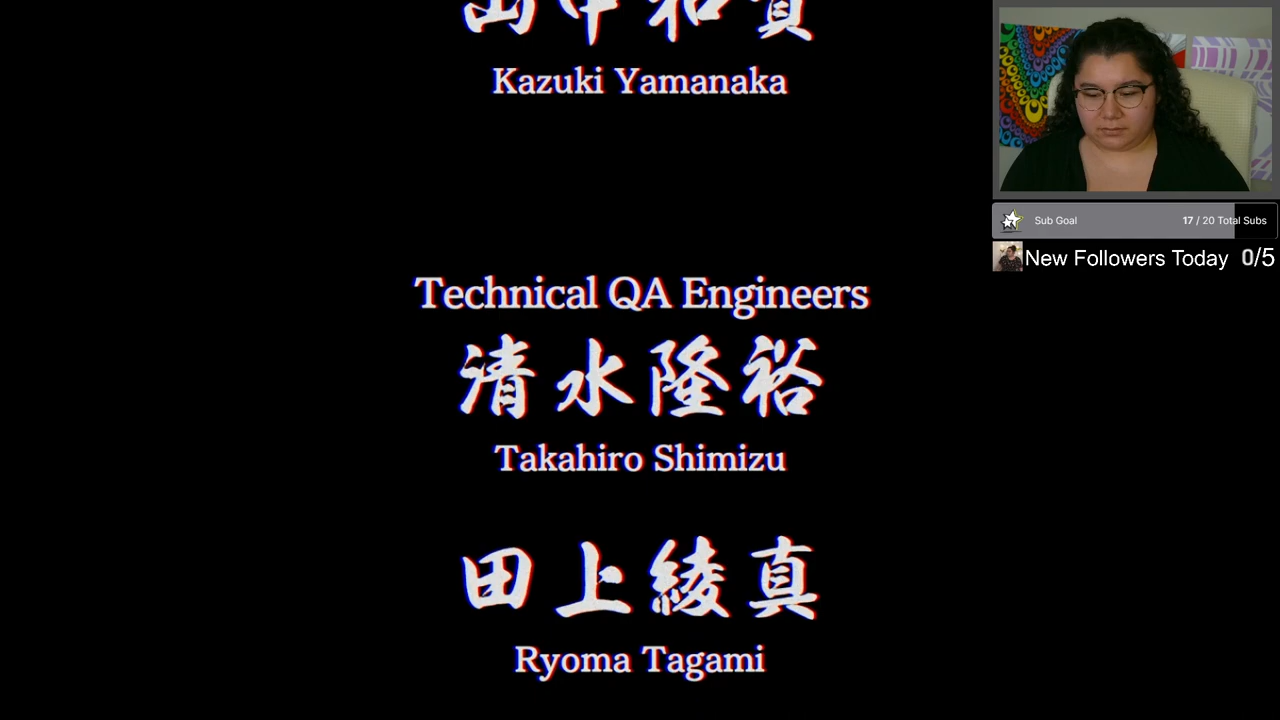 Kazuki Yamanaka
Technical QA Engineers
清水隆裕
Takahiro Shimizu
田上綾真
Ryoma Tagami
Sub Goal
17 / 20 Total Subs
New Followers Today 0/5